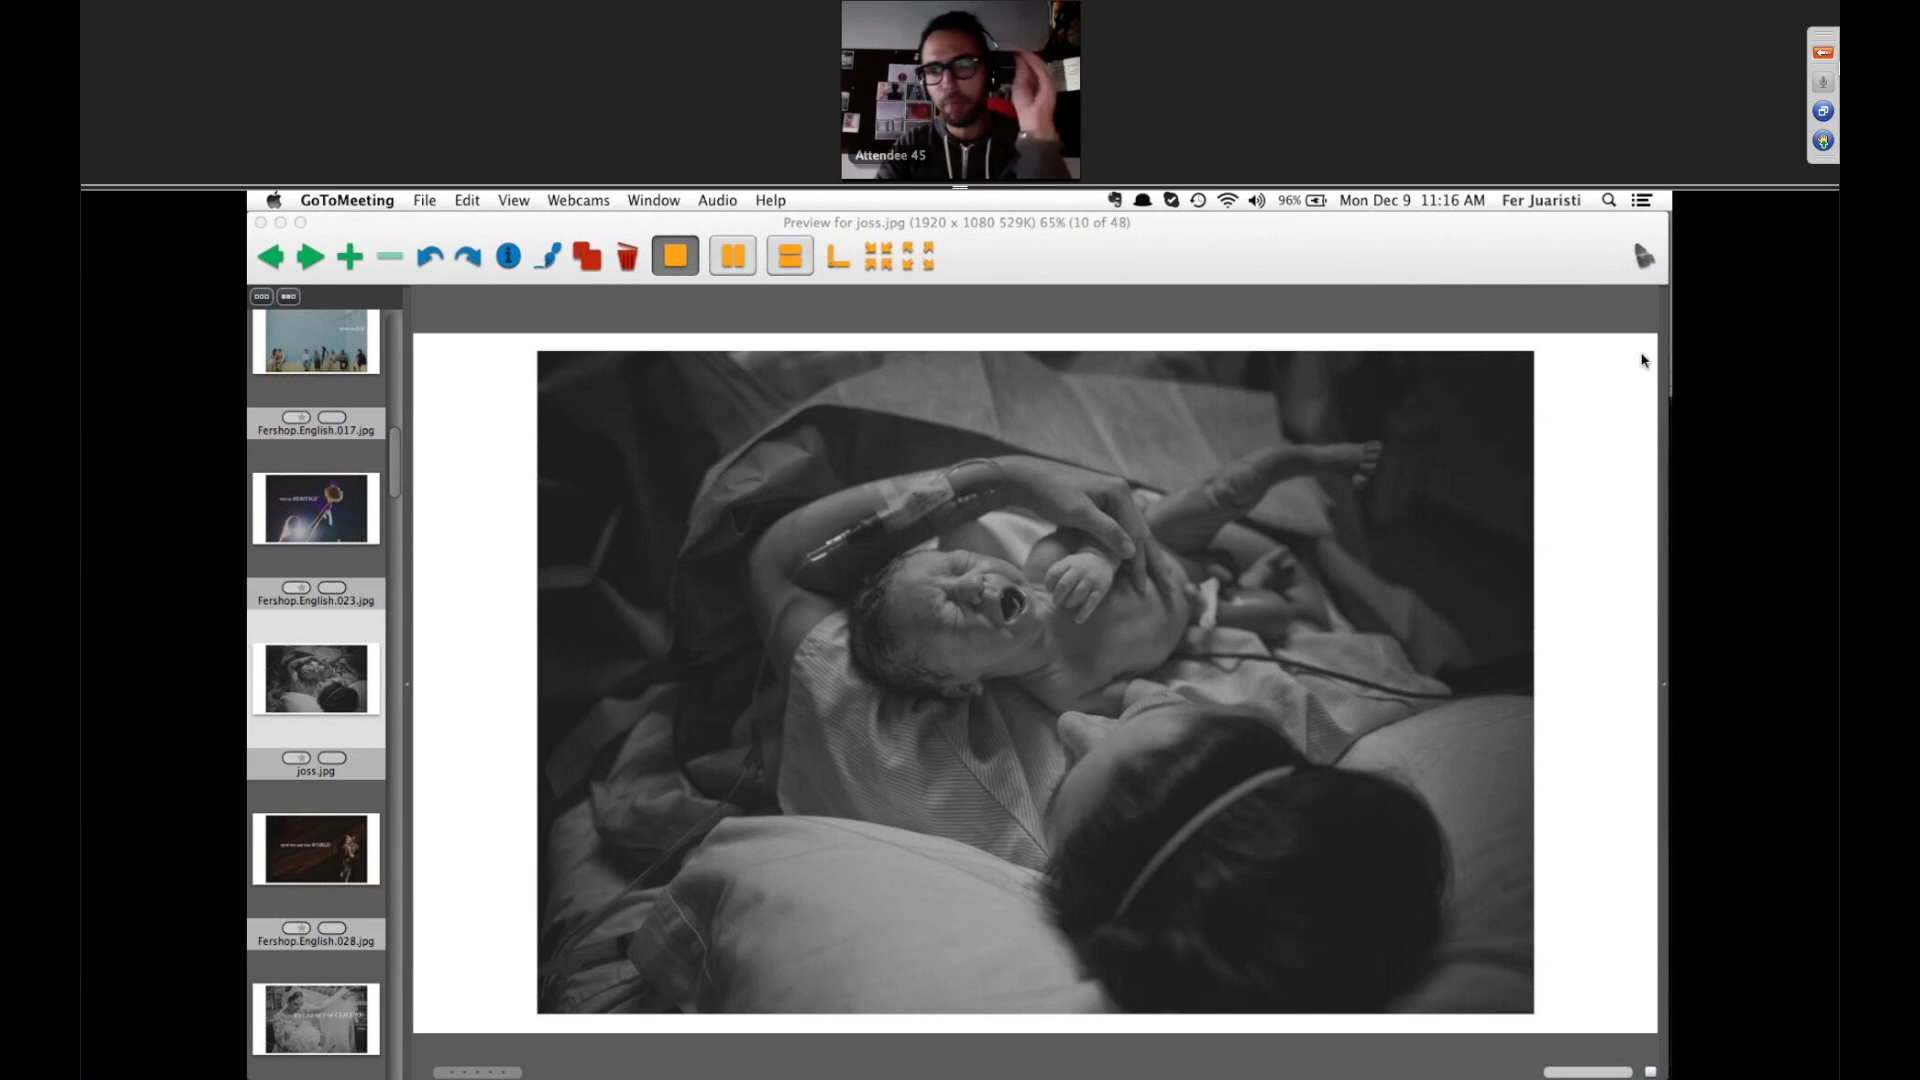 Attendee 45
GoToMeeting File Edit View Webcams Window Audio Help 96% Mon Dec 9 11:16 AM Fer Juaristi
Preview for joss.jpg (1920 x 1080 529K) 65% (10 of 48)
Fershop.English.017.jpg
Fershop.English.023.jpg
joss.jpg
Fershop.English.028.jpg